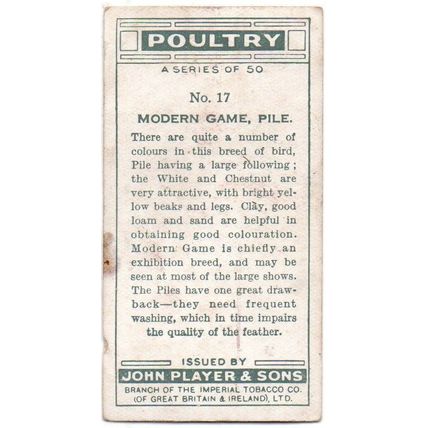 POULTRY
A SERIES OF 50
No. 17
MODERN GAME, PILE.
There are quite a number of
colours in this breed of bird,
Pile having a large following;
the White and Chestnut are
very attractive, with bright yel-
low beaks and legs. Clay, good
loam and sand are helpful in
obtaining good colouration.
Modern Game is chiefly an
exhibition breed, and may be
seen at most of the large shows.
The Piles have one great draw-
back—they need frequent
washing, which in time impairs
the quality of the feather.
ISSUED BY
JOHN PLAYER & SONS
BRANCH OF THE IMPERIAL TOBACCO CO.
(OF GREAT BRITAIN & IRELAND), LTD.